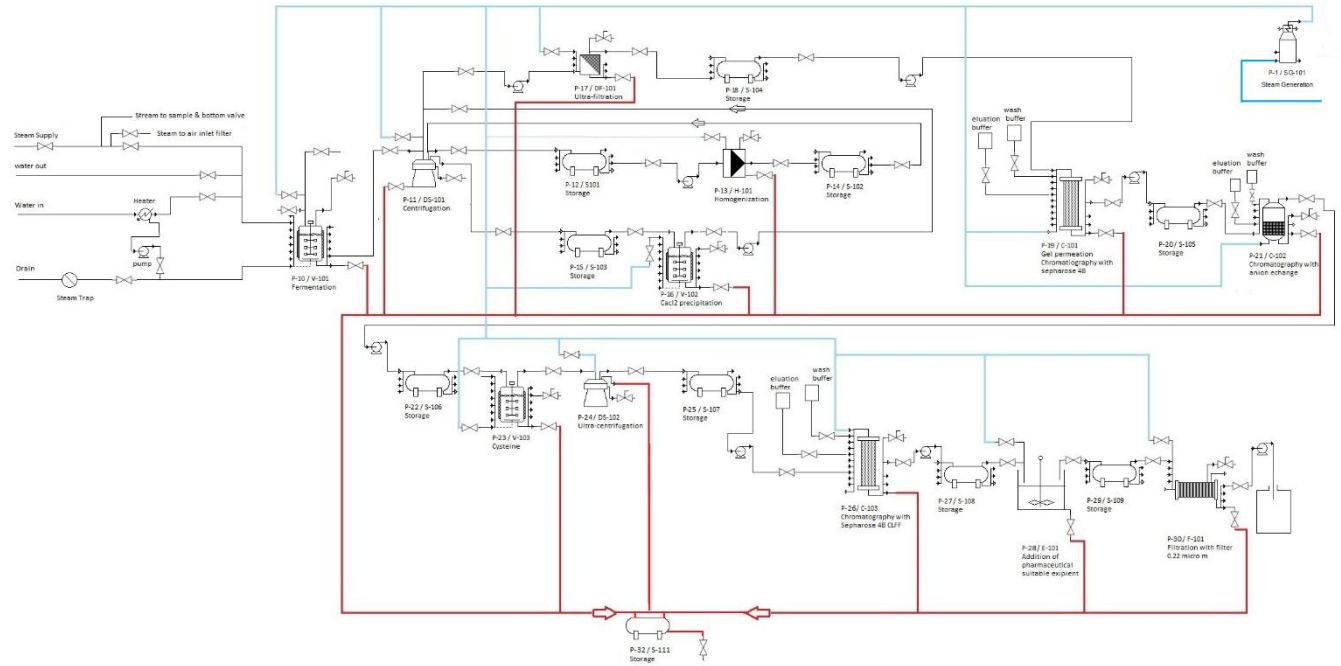 P-1 / SG-101
Steam Generation
P-17 / DF-101
Ultra-filtration
P-18 / S-104
Storage
Stream to sample & bottom valve
Steam Supply
Steam to air inlet filter
water out
Water in
Heater
pump
Drain
Steam Trap
P-10 / V-101
Fermentation
P-11 / DS-101
Centrifugation
P-12 / S101
Storage
P-13 / H-101
Homogenization
P-14 / S-102
Storage
P-15 / S-103
Storage
P-16 / V-102
Cacl2 precipitation
eluation
buffer
wash
buffer
P-19 / C-101
Gel permeation
Chromatography with
sepharose 4B
P-20 / S-105
Storage
eluation
buffer
wash
buffer
P-21 / C-102
Chromatography with
anion echange
P-22 / S-106
Storage
P-23 / V-103
Cysteine
P-24 / DS-102
Ultra-centrifugation
P-25 / S-107
Storage
eluation
buffer
wash
buffer
P-26/ C-103
Chromatography with
Sepharose 4B CLFF
P-27 / S-108
Storage
P-28 / E-101
Addition of
pharmaceutical
suitable expient
P-29 / S-109
Storage
P-30 / F-101
Filtration with filter
0.22 micro m
P-32 / S-111
Storage